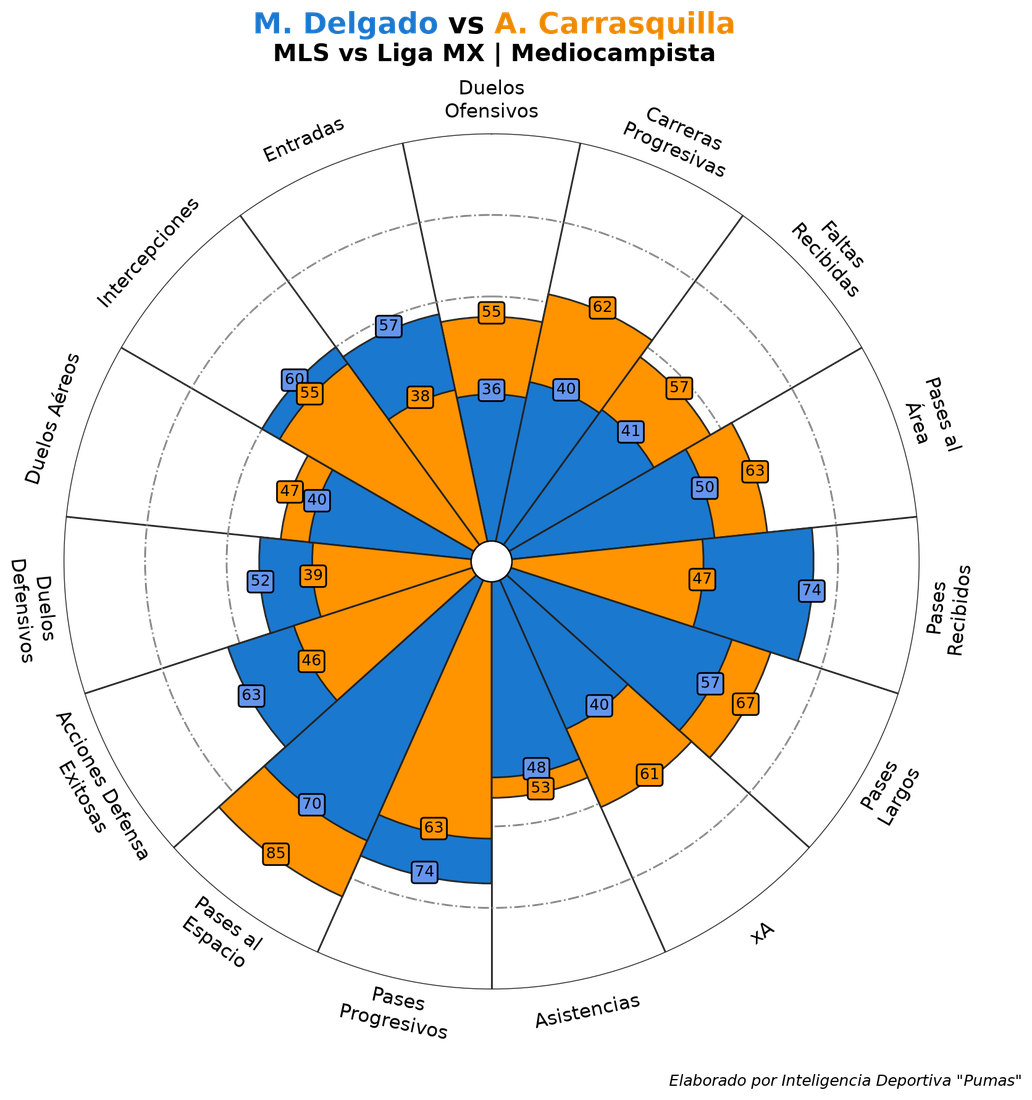 M. Delgado vs A. Carrasquilla
MLS vs Liga MX | Mediocampista
Duelos
Ofensivos
55
36
Carreras
Progresivas
62
40
Faltas
Recibidas
57
41
Pases al
Área
63
50
Pases
Recibidos
47
74
Pases
Largos
57
67
xA
40
61
Asistencias
48
53
Pases
Progresivos
63
74
Pases al
Espacio
70
85
Acciones Defensa
Exitosas
46
63
Duelos
Defensivos
52
39
Duelos Aéreos
47
40
Intercepciones
60
55
Entradas
57
38
Elaborado por Inteligencia Deportiva "Pumas"